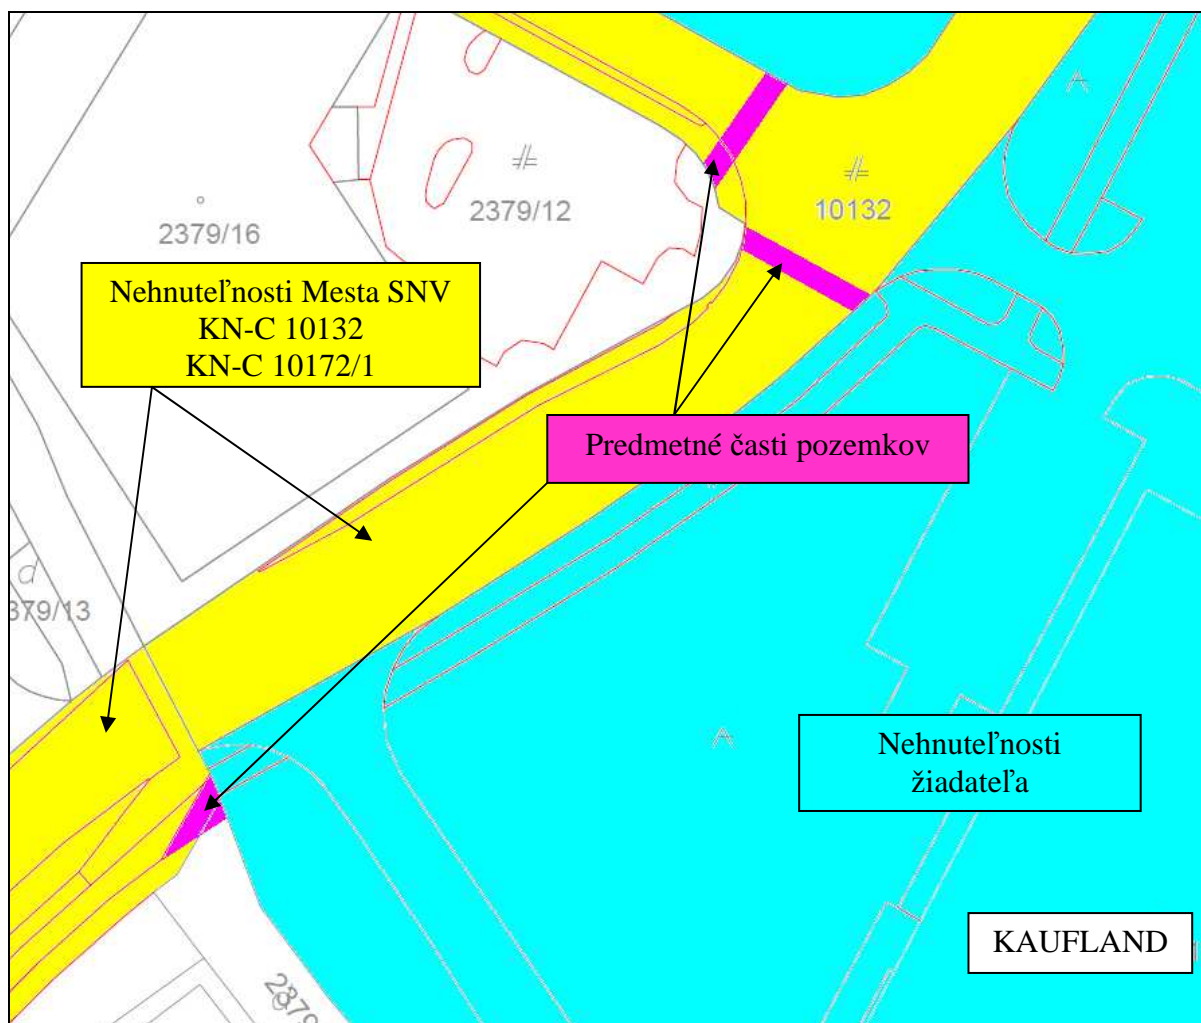 2379/16
2379/12
10132
Nehnuteľnosti Mesta SNV
KN-C 10132
KN-C 10172/1
Predmetné časti pozemkov
379/13
Nehnuteľnosti
žiadateľa
KAUFLAND
2379